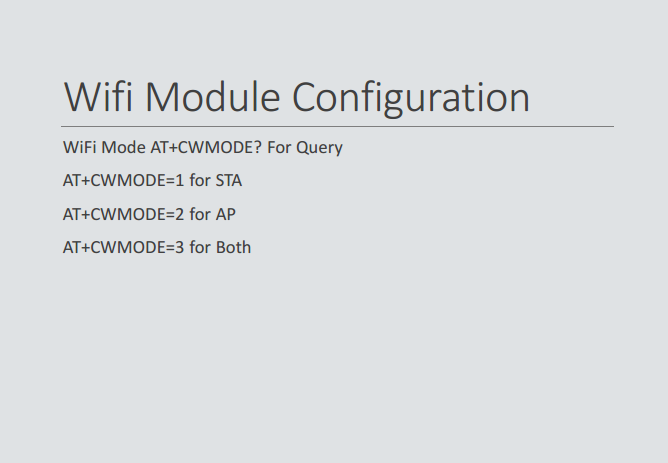 Wifi Module Configuration
WiFi Mode AT+CWMODE? For Query
AT+CWMODE=1 for STA
AT+CWMODE=2 for AP
AT+CWMODE=3 for Both